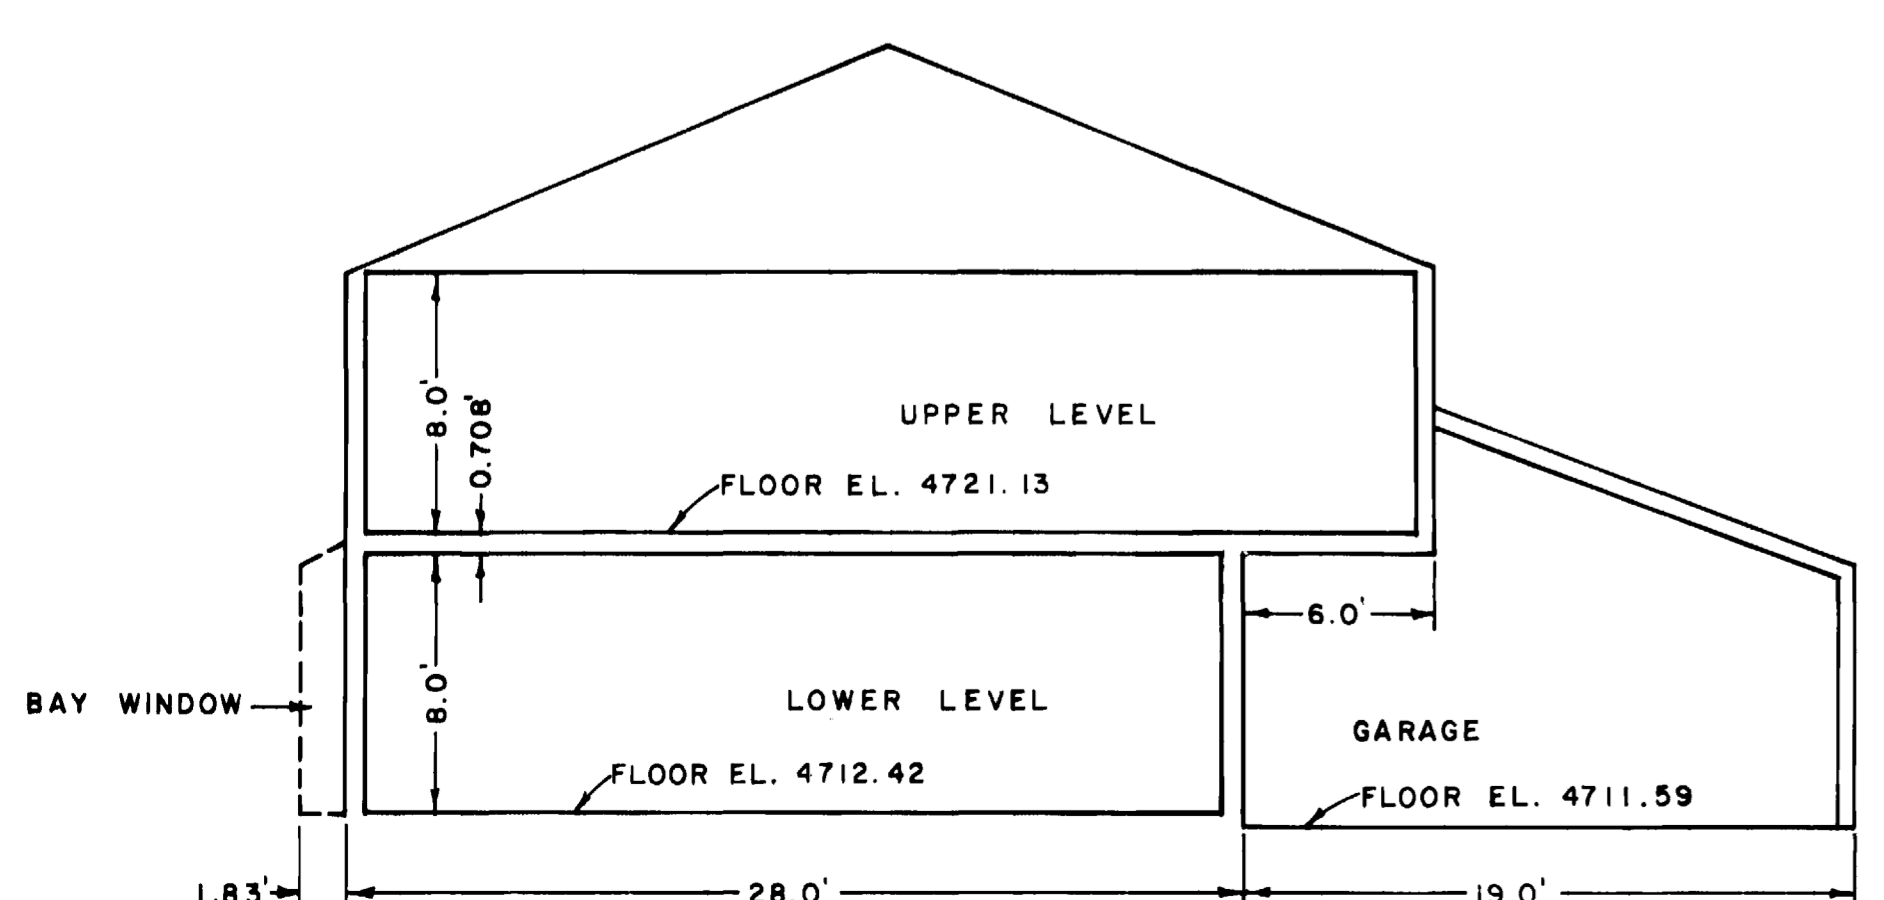 8.0'
0.708'
UPPER LEVEL
FLOOR EL. 4721.13
6.0'
BAY WINDOW
8.0'
LOWER LEVEL
GARAGE
FLOOR EL. 4712.42
FLOOR EL. 4711.59
1.83'
28.0'
19.0'